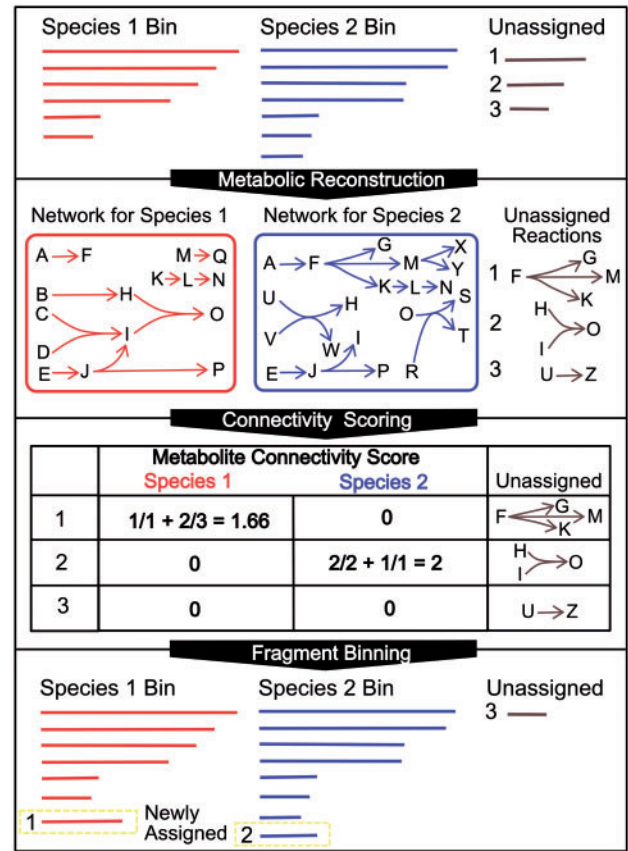 Species 1 Bin Species 2 Bin Unassigned
1
2
3
Metabolic Reconstruction
Network for Species 1 Network for Species 2 Unassigned
Reactions
A F M Q
K L N
B H
C I O
D
E J P
A F G M X
Y
K L N
U H O S
V W I T
E J P R
1 F G M
K
2 H O
I
3 U Z
Connectivity Scoring
Metabolite Connectivity Score
Species 1 Species 2 Unassigned
1 1/1 + 2/3 = 1.66 0 F G M
K
2 0 2/2 + 1/1 = 2 H O
I
3 0 0 U Z
Fragment Binning
Species 1 Bin Species 2 Bin Unassigned
3
1 Newly
Assigned
2